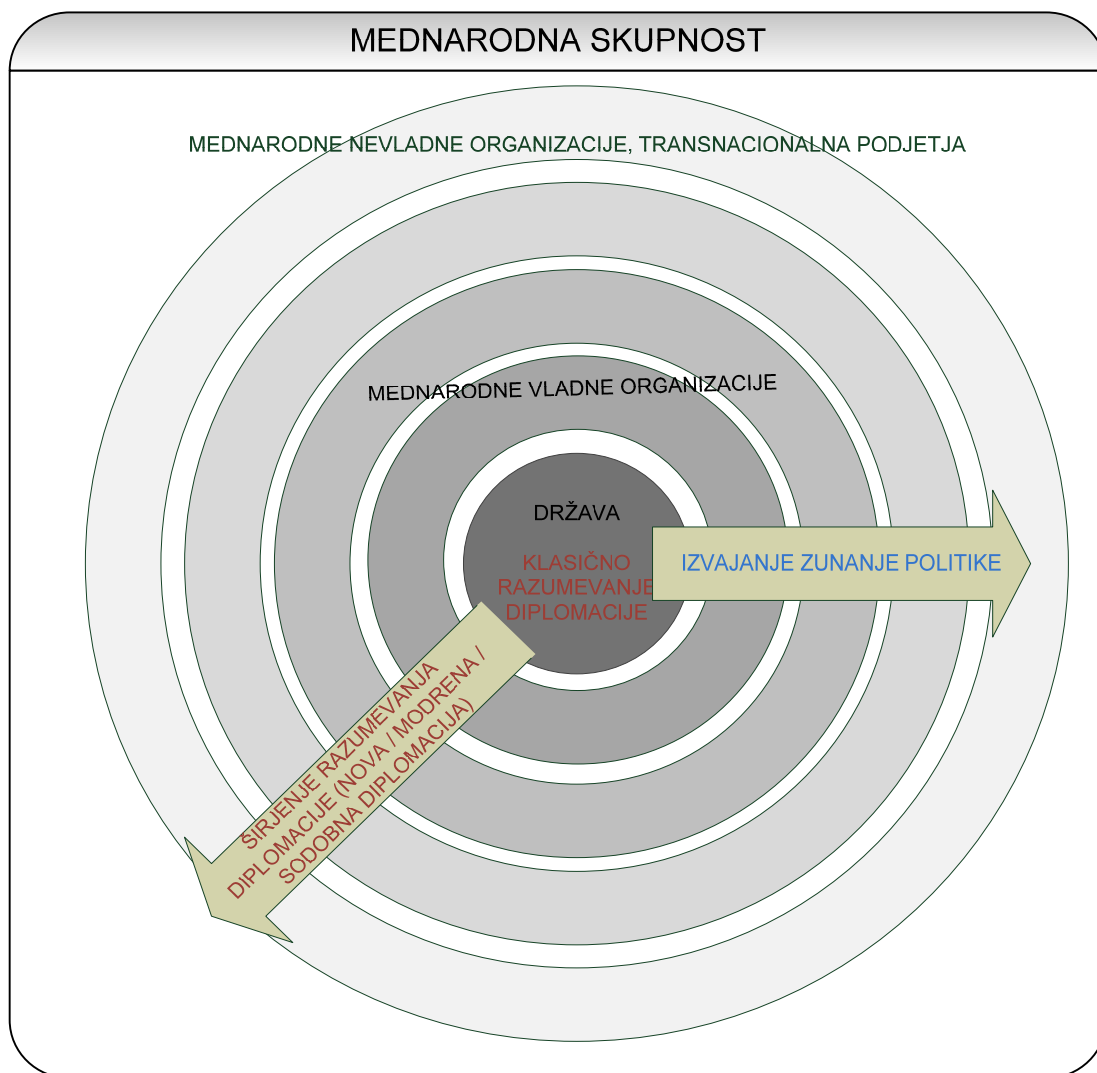 MEDNARODNA SKUPNOST
MEDNARODNE NEVLADNE ORGANIZACIJE, TRANSNACIONALNA PODJETJA
MEDNARODNE VLADNE ORGANIZACIJE
DRŽAVA
KLASIČNO
RAZUMEVANJE
DIPLOMACIJE
IZVAJANJE ZUNANJE POLITIKE
ŠIRJENJE RAZUMEVANJA
DIPLOMACIJE (NOVA / MODRENA /
SODOBNA DIPLOMACIJA)